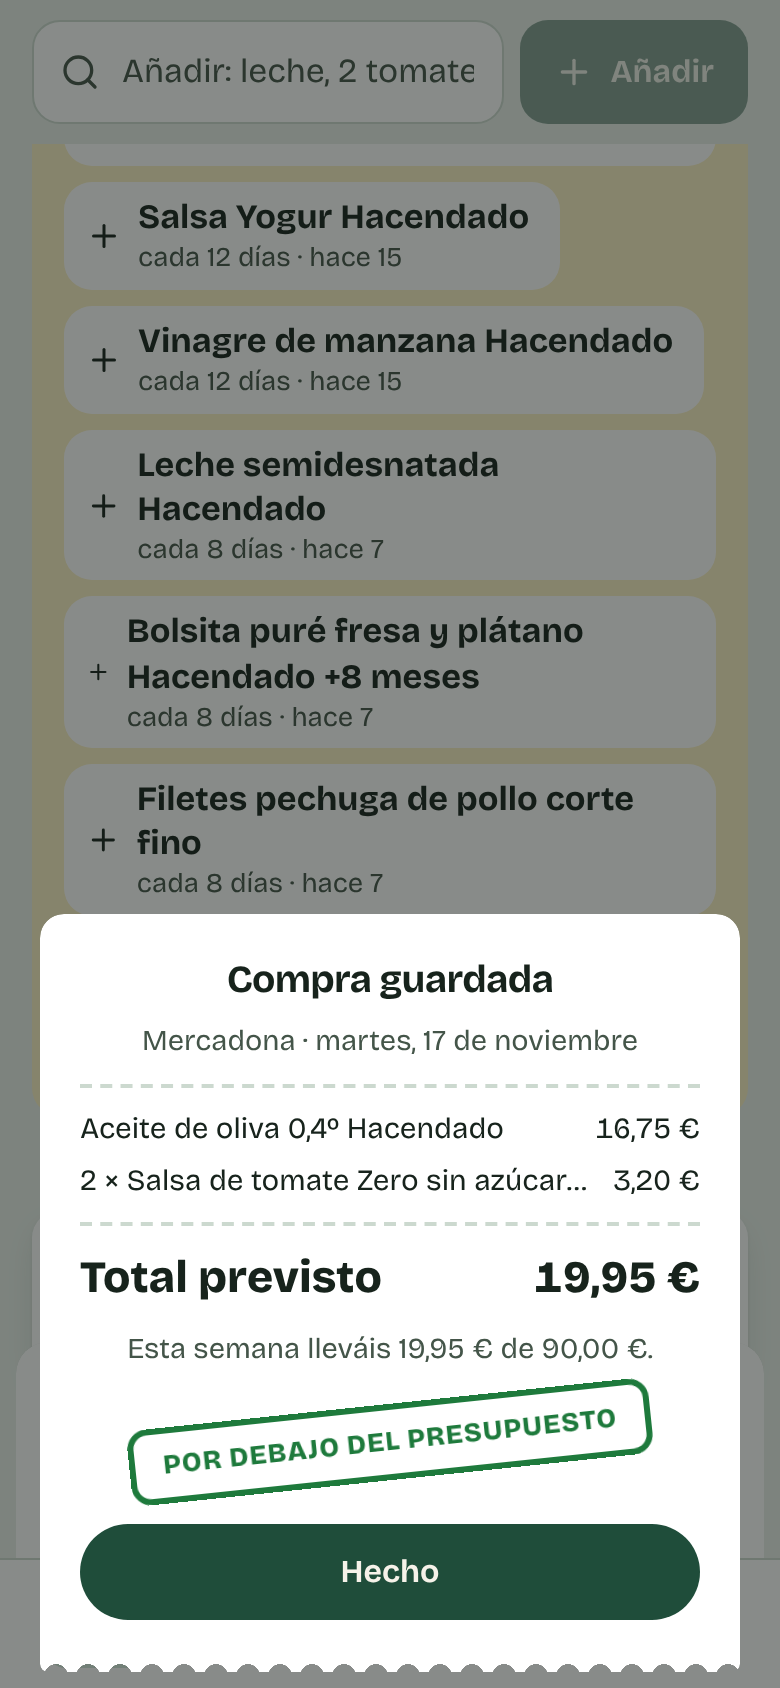 Añadir: leche, 2 tomate
Añadir
Salsa Yogur Hacendado
cada 12 días · hace 15
Vinagre de manzana Hacendado
cada 12 días · hace 15
Leche semidesnatada
Hacendado
cada 8 días · hace 7
Bolsita puré fresa y plátano
Hacendado +8 meses
cada 8 días · hace 7
Filetes pechuga de pollo corte
fino
cada 8 días · hace 7
Compra guardada
Mercadona · martes, 17 de noviembre
Aceite de oliva 0,4º Hacendado 16,75 €
2 × Salsa de tomate Zero sin azúcar... 3,20 €
Total previsto 19,95 €
Esta semana lleváis 19,95 € de 90,00 €.
POR DEBAJO DEL PRESUPUESTO
Hecho